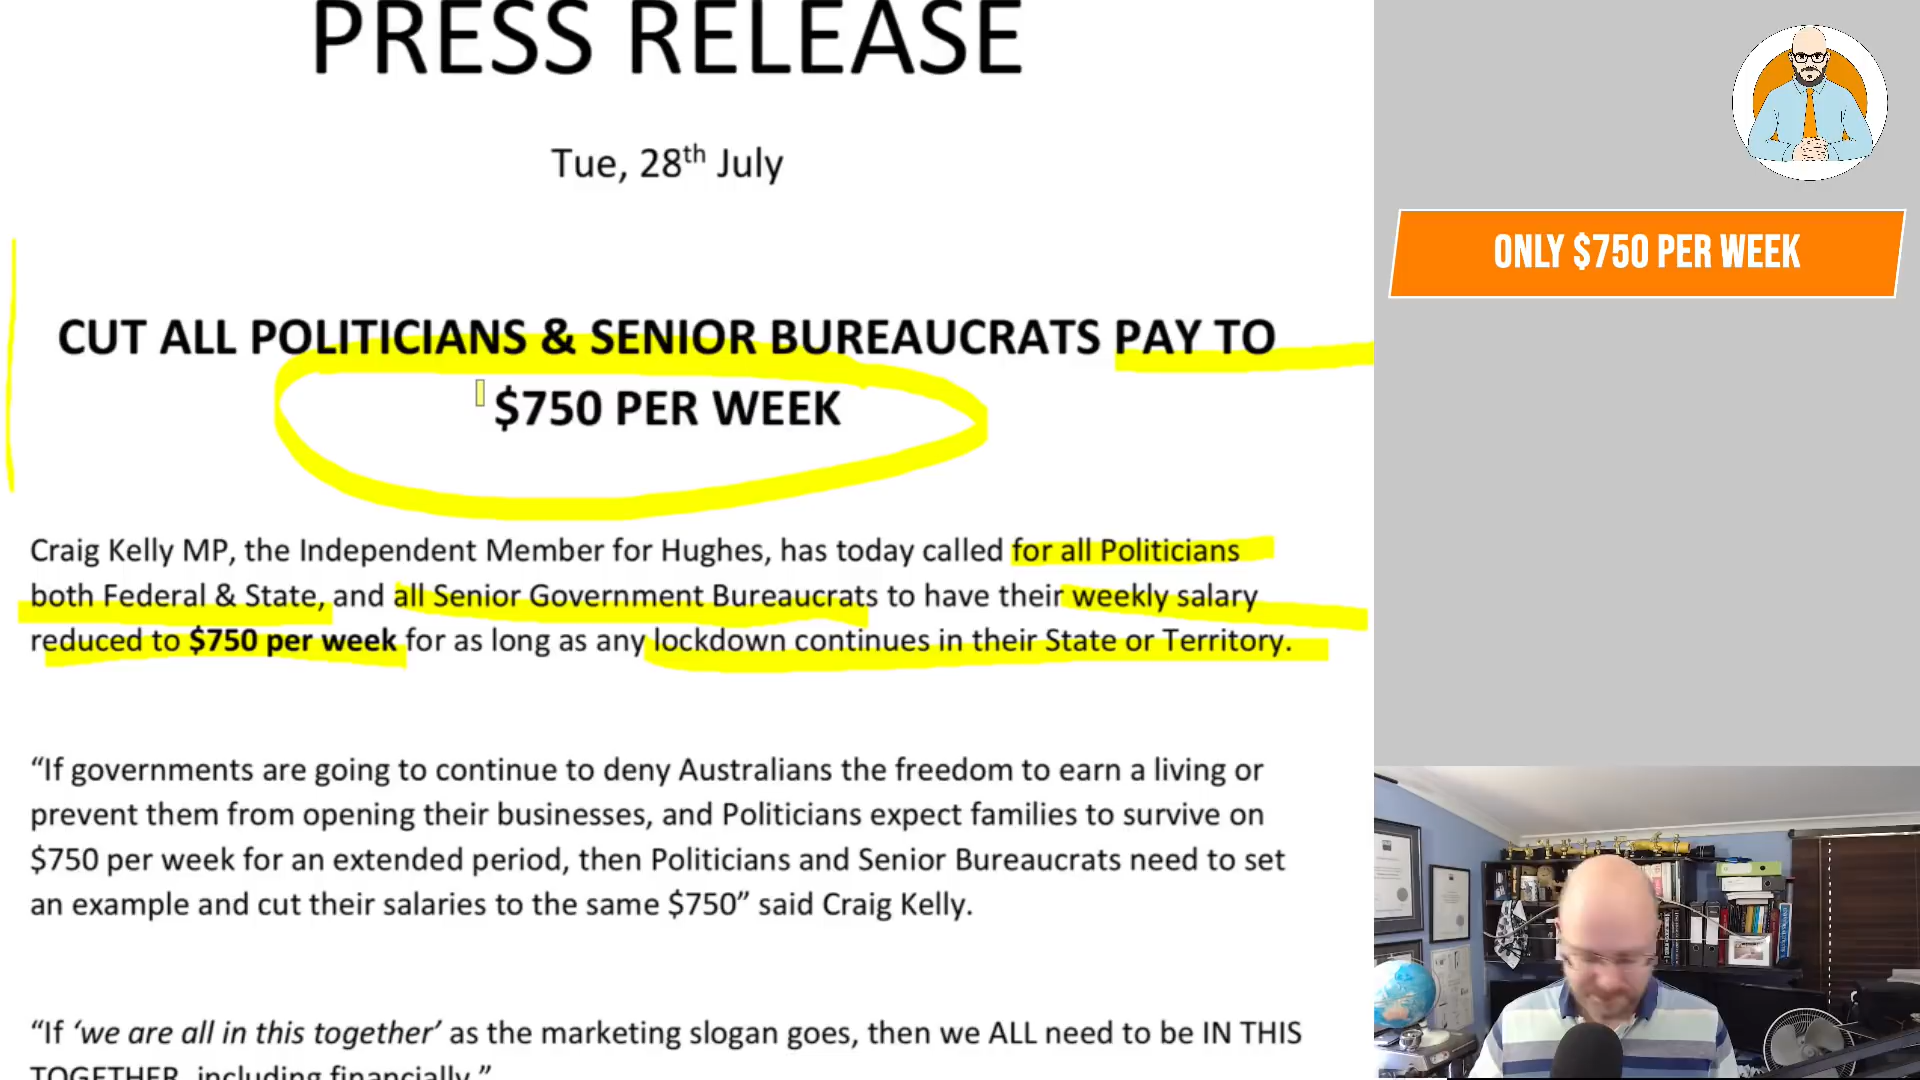 PRESS RELEASE
Tue, 28th July
ONLY $750 PER WEEK
CUT ALL POLITICIANS & SENIOR BUREAUCRATS PAY TO
$750 PER WEEK
Craig Kelly MP, the Independent Member for Hughes, has today called for all Politicians
both Federal & State, and all Senior Government Bureaucrats to have their weekly salary
reduced to $750 per week for as long as any lockdown continues in their State or Territory.
“If governments are going to continue to deny Australians the freedom to earn a living or
prevent them from opening their businesses, and Politicians expect families to survive on
$750 per week for an extended period, then Politicians and Senior Bureaucrats need to set
an example and cut their salaries to the same $750” said Craig Kelly.
“If ‘we are all in this together’ as the marketing slogan goes, then we ALL need to be IN THIS
TOGETHER, including financially.”